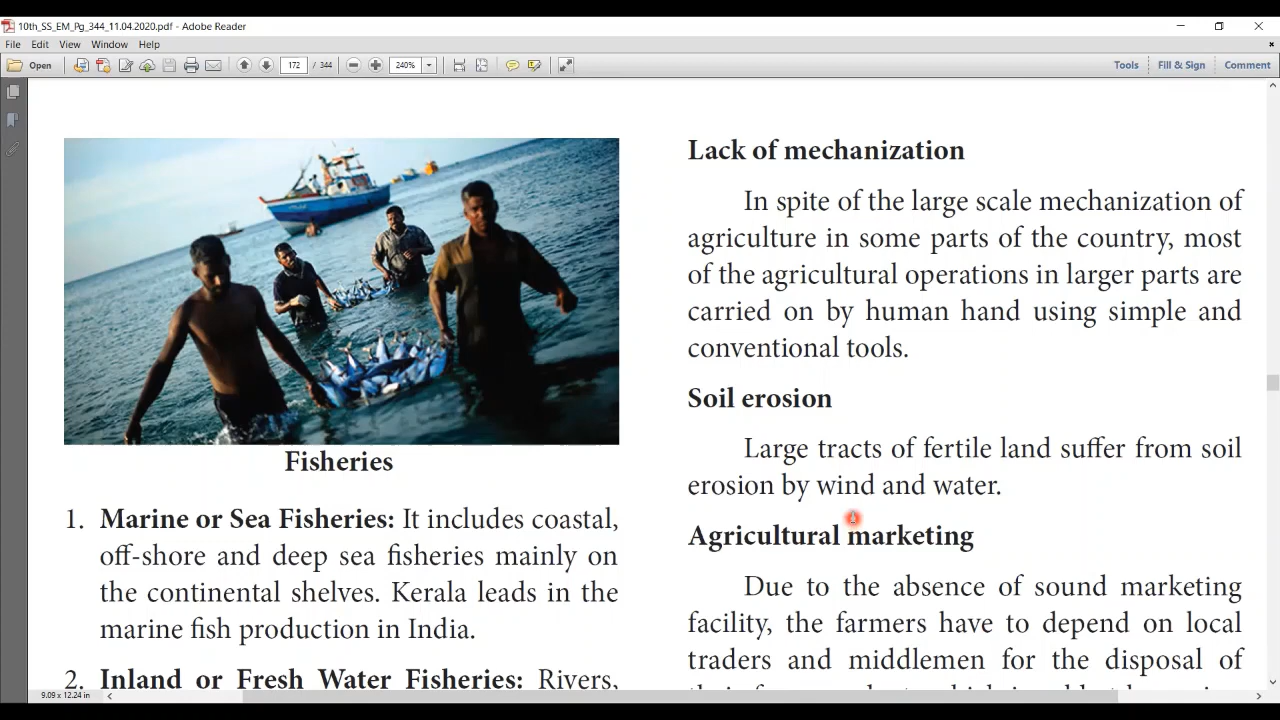 10th_SS_EM_Pg_344_11.04.2020.pdf - Adobe Reader
File Edit View Window Help
Open 172 / 344 240% Tools Fill & Sign Comment
Fisheries
1. Marine or Sea Fisheries: It includes coastal,
off-shore and deep sea fisheries mainly on
the continental shelves. Kerala leads in the
marine fish production in India.
2. Inland or Fresh Water Fisheries: Rivers,
Lack of mechanization
In spite of the large scale mechanization of
agriculture in some parts of the country, most
of the agricultural operations in larger parts are
carried on by human hand using simple and
conventional tools.
Soil erosion
Large tracts of fertile land suffer from soil
erosion by wind and water.
Agricultural marketing
Due to the absence of sound marketing
facility, the farmers have to depend on local
traders and middlemen for the disposal of
9.09 x 12.24 in